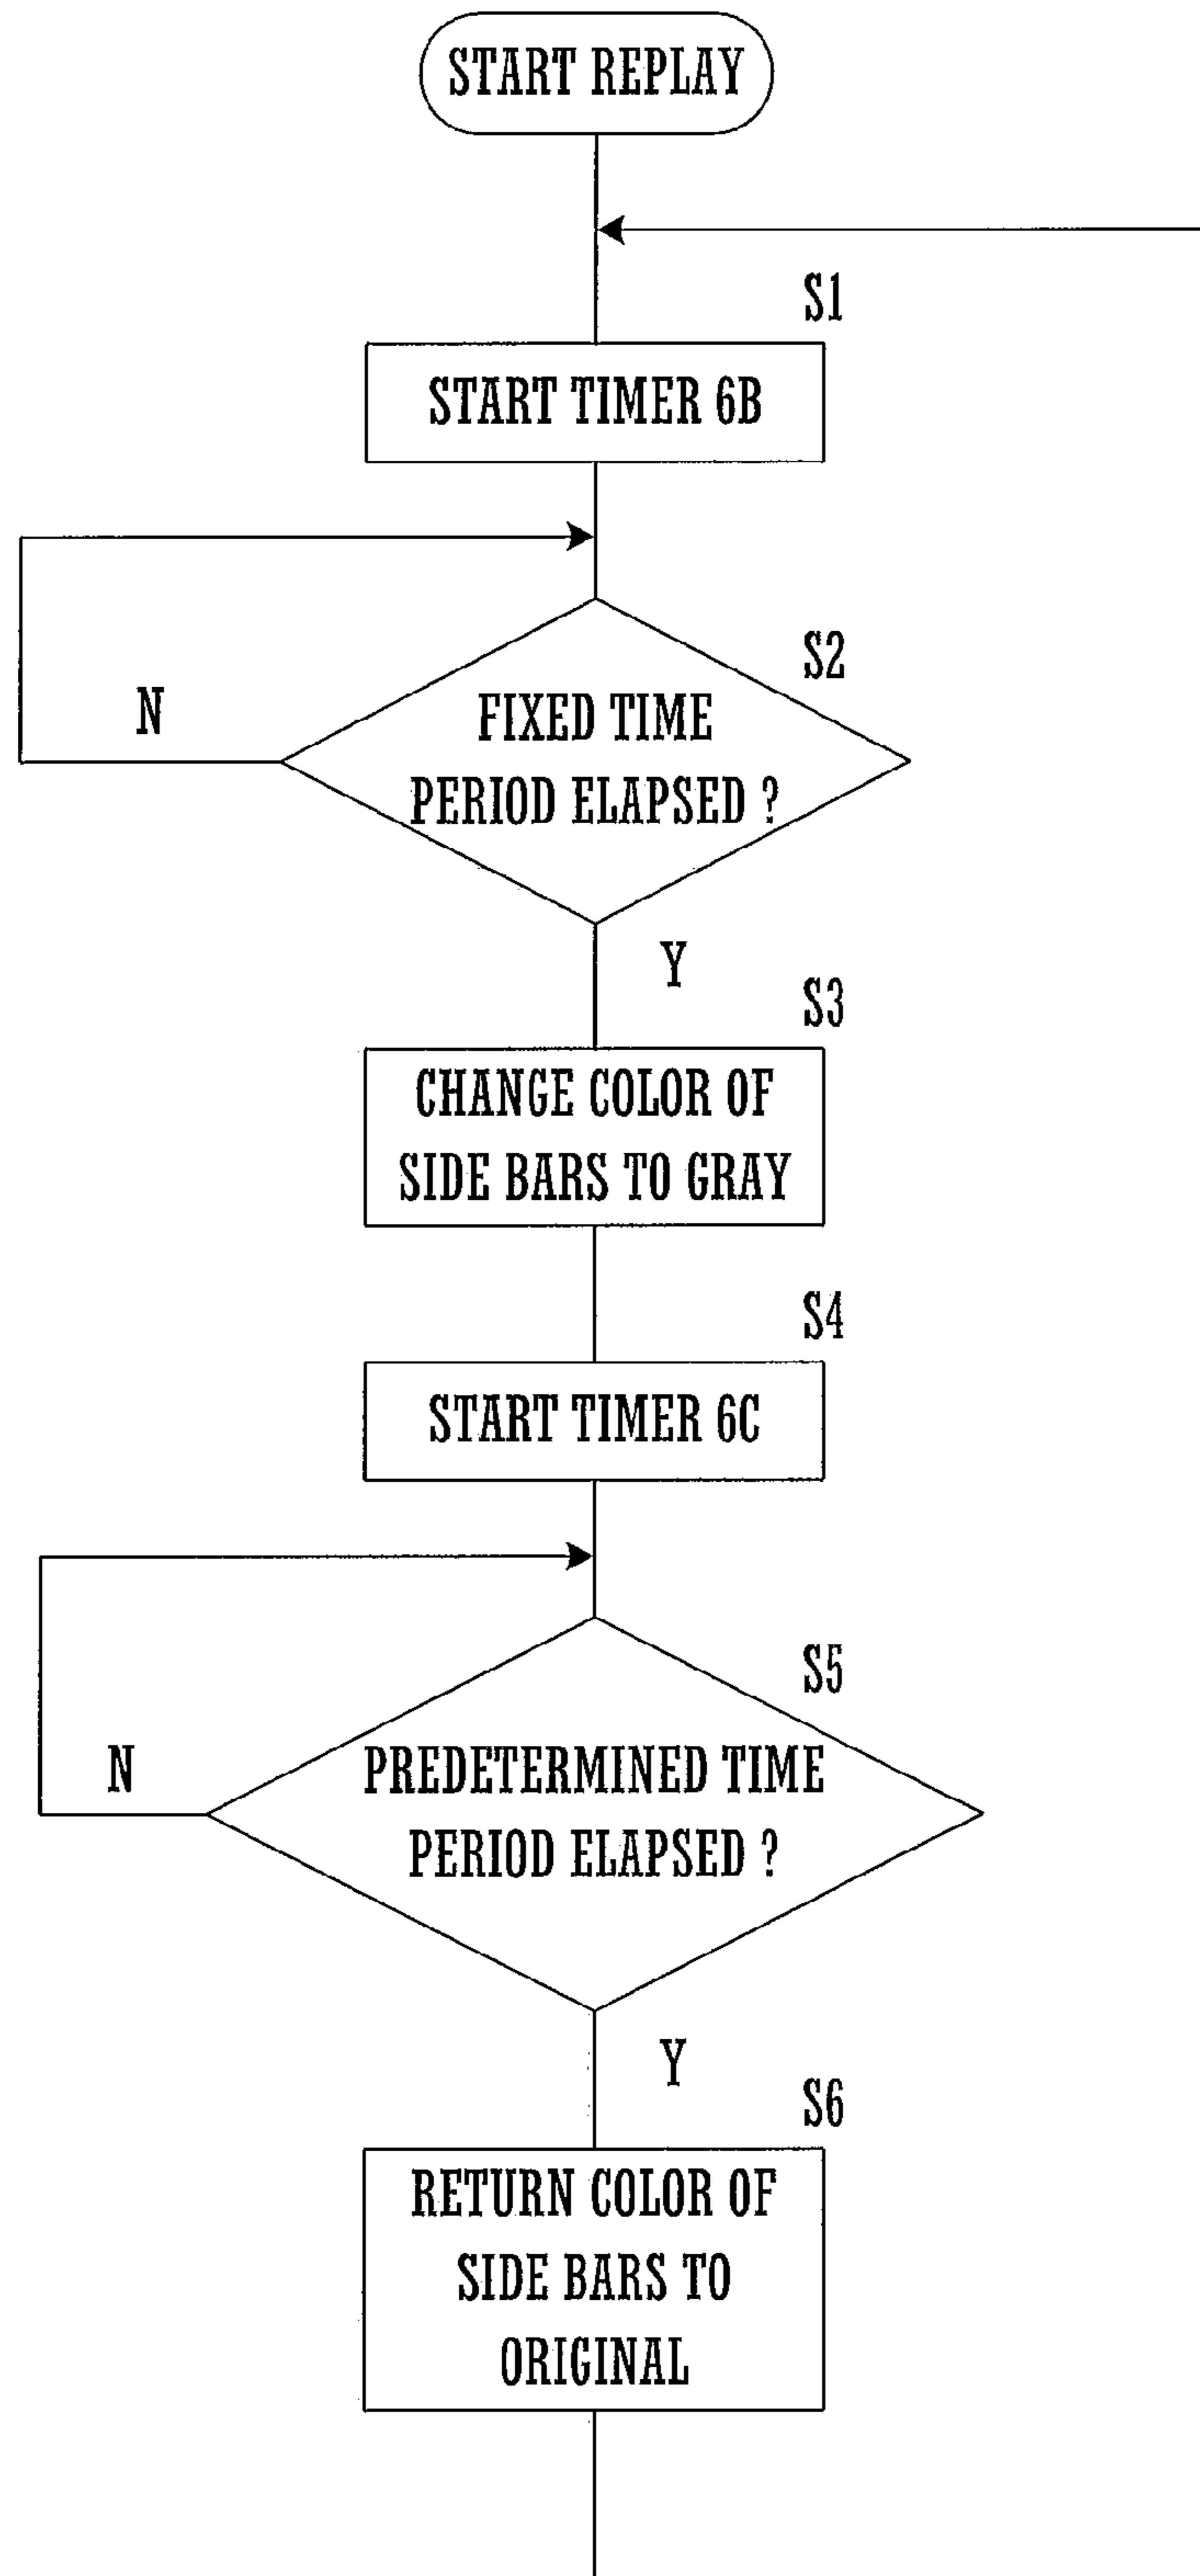 START REPLAY
S1
START TIMER 6B
S2
N
FIXED TIME
PERIOD ELAPSED ?
Y
S3
CHANGE COLOR OF
SIDE BARS TO GRAY
S4
START TIMER 6C
S5
N
PREDETERMINED TIME
PERIOD ELAPSED ?
Y
S6
RETURN COLOR OF
SIDE BARS TO
ORIGINAL